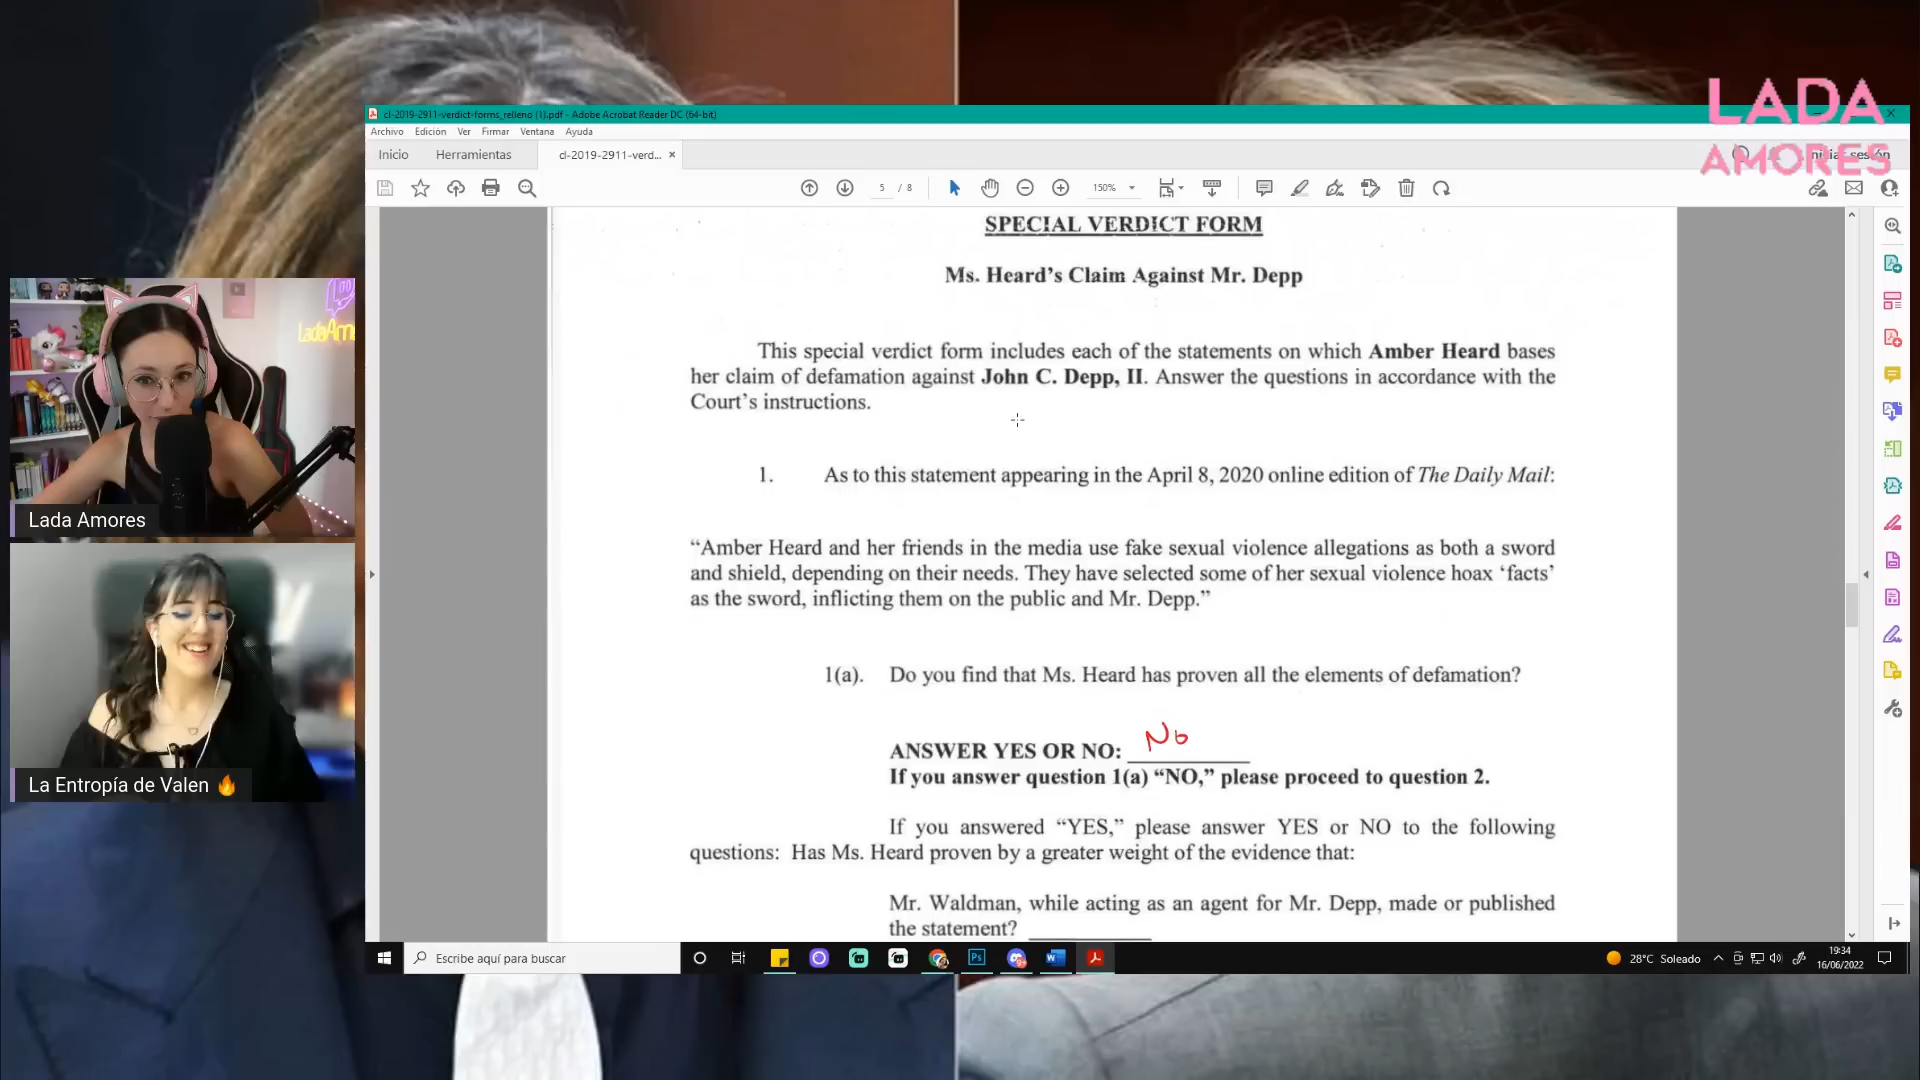 LADA
AMORES
cl-2019-2911-verdict-forms_relleno (1).pdf - Adobe Acrobat Reader DC (64-bit)
Archivo Edición Ver Firmar Ventana Ayuda
Inicio Herramientas cl-2019-2911-verd... ×
5 / 8 150%
SPECIAL VERDICT FORM
Ms. Heard's Claim Against Mr. Depp
This special verdict form includes each of the statements on which Amber Heard bases
her claim of defamation against John C. Depp, II. Answer the questions in accordance with the
Court's instructions.
1. As to this statement appearing in the April 8, 2020 online edition of The Daily Mail:
“Amber Heard and her friends in the media use fake sexual violence allegations as both a sword
and shield, depending on their needs. They have selected some of her sexual violence hoax ‘facts’
as the sword, inflicting them on the public and Mr. Depp.”
1(a). Do you find that Ms. Heard has proven all the elements of defamation?
ANSWER YES OR NO: No
If you answer question 1(a) “NO,” please proceed to question 2.
If you answered “YES,” please answer YES or NO to the following
questions: Has Ms. Heard proven by a greater weight of the evidence that:
Mr. Waldman, while acting as an agent for Mr. Depp, made or published
the statement?
Lada Amores
La Entropía de Valen 🔥
Escribe aquí para buscar
28°C Soleado
19:34
16/06/2022